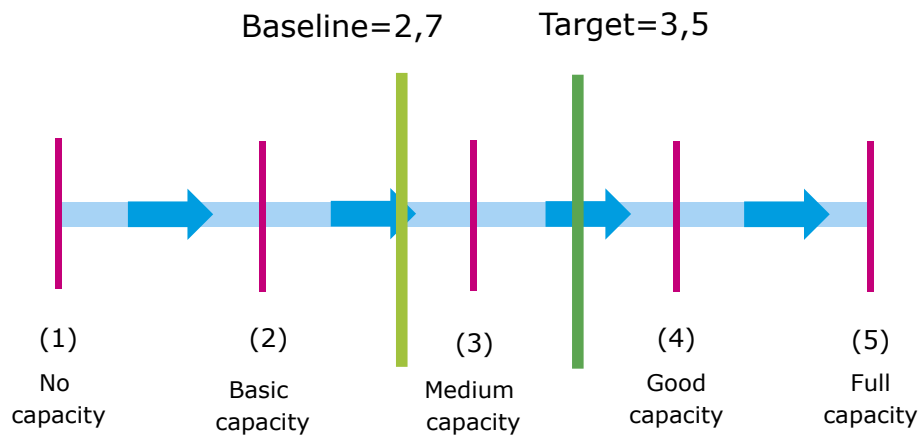 Baseline=2,7
Target=3,5
(1)
(2)
(3)
(4)
(5)
No
capacity
Basic
capacity
Medium
capacity
Good
capacity
Full
capacity